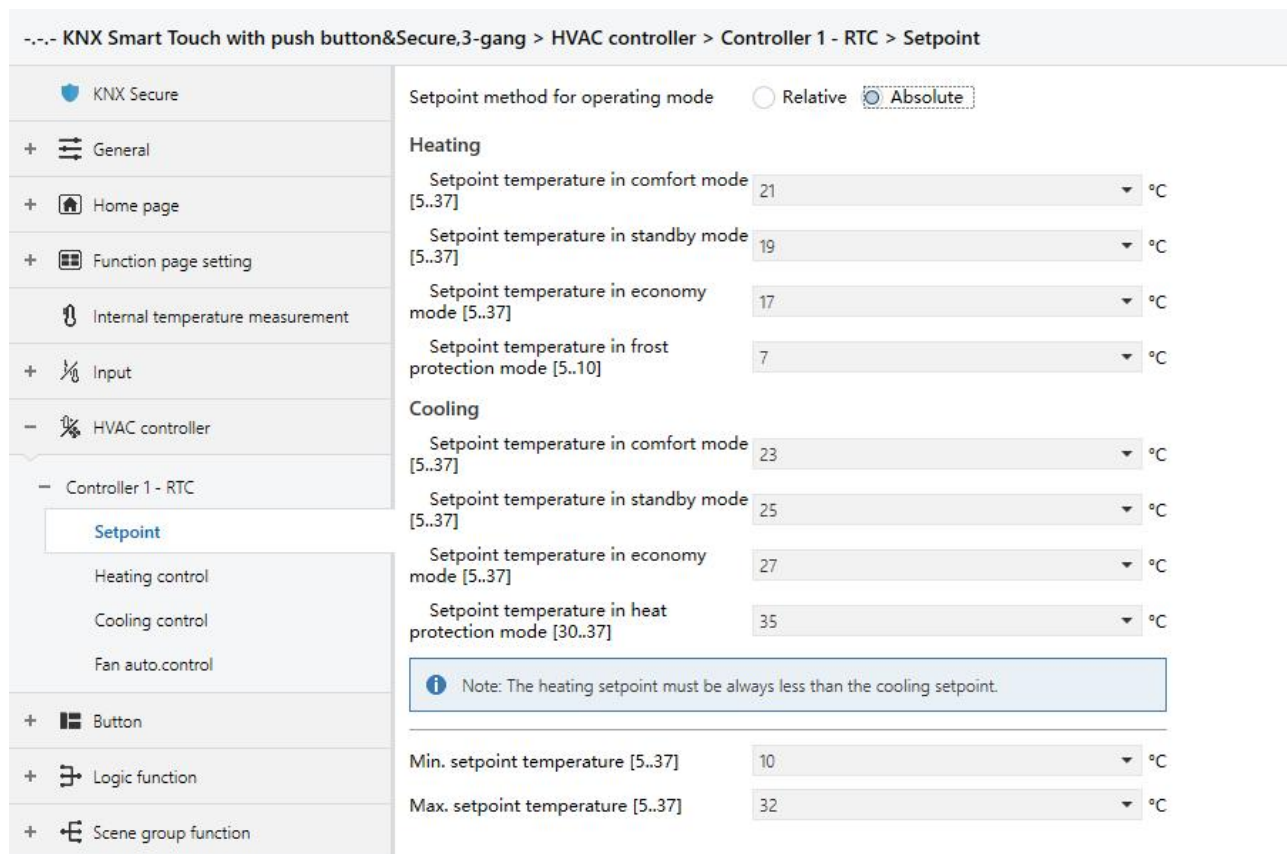 -.-.- KNX Smart Touch with push button&Secure,3-gang > HVAC controller > Controller 1 - RTC > Setpoint
KNX Secure
+ General
+ Home page
+ Function page setting
Internal temperature measurement
+ Input
− HVAC controller
− Controller 1 - RTC
Setpoint
Heating control
Cooling control
Fan auto.control
+ Button
+ Logic function
+ Scene group function
Setpoint method for operating mode Relative Absolute
Heating
Setpoint temperature in comfort mode
[5..37] 21 °C
Setpoint temperature in standby mode
[5..37] 19 °C
Setpoint temperature in economy
mode [5..37] 17 °C
Setpoint temperature in frost
protection mode [5..10] 7 °C
Cooling
Setpoint temperature in comfort mode
[5..37] 23 °C
Setpoint temperature in standby mode
[5..37] 25 °C
Setpoint temperature in economy
mode [5..37] 27 °C
Setpoint temperature in heat
protection mode [30..37] 35 °C
Note: The heating setpoint must be always less than the cooling setpoint.
Min. setpoint temperature [5..37] 10 °C
Max. setpoint temperature [5..37] 32 °C